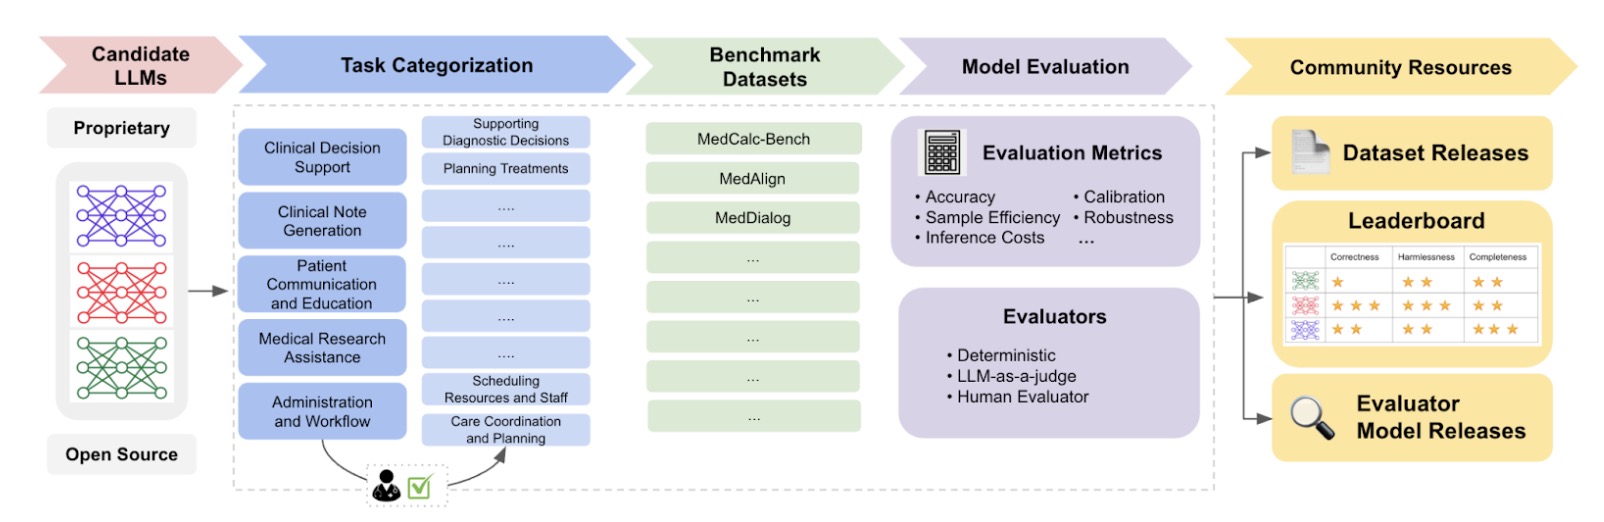 Candidate
LLMs
Task Categorization
Benchmark
Datasets
Model Evaluation
Community Resources
Proprietary
Open Source
Clinical Decision
Support
Clinical Note
Generation
Patient
Communication
and Education
Medical Research
Assistance
Administration
and Workflow
Supporting
Diagnostic Decisions
Planning Treatments
....
....
....
....
....
Scheduling
Resources and Staff
Care Coordination
and Planning
MedCalc-Bench
MedAlign
MedDialog
...
...
...
...
...
Evaluation Metrics
• Accuracy
• Sample Efficiency
• Inference Costs
• Calibration
• Robustness
...
Evaluators
• Deterministic
• LLM-as-a-judge
• Human Evaluator
Dataset Releases
Leaderboard
Correctness Harmlessness Completeness
Evaluator
Model Releases